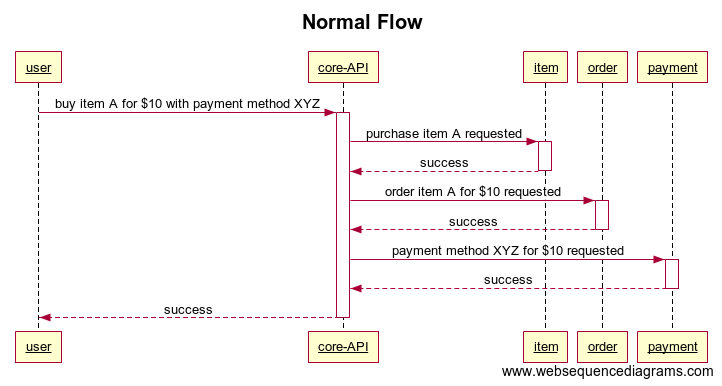 Normal Flow
user core-API item order payment
buy item A for $10 with payment method XYZ
purchase item A requested
success
order item A for $10 requested
success
payment method XYZ for $10 requested
success
success
user core-API item order payment
www.websequencediagrams.com